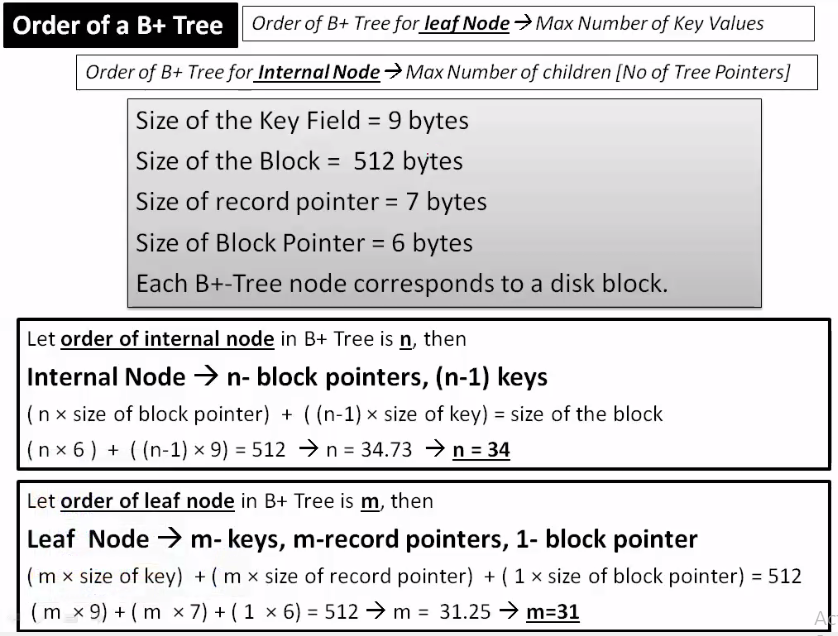 Order of a B+ Tree
Order of B+ Tree for leaf Node → Max Number of Key Values
Order of B+ Tree for Internal Node → Max Number of children [No of Tree Pointers]
Size of the Key Field = 9 bytes
Size of the Block = 512 bytes
Size of record pointer = 7 bytes
Size of Block Pointer = 6 bytes
Each B+-Tree node corresponds to a disk block.
Let order of internal node in B+ Tree is n, then
Internal Node → n- block pointers, (n-1) keys
( n x size of block pointer) + ( (n-1) x size of key) = size of the block
( n x 6 ) + ( (n-1) x 9) = 512 → n = 34.73 → n = 34
Let order of leaf node in B+ Tree is m, then
Leaf Node → m- keys, m-record pointers, 1- block pointer
( m x size of key) + ( m x size of record pointer) + ( 1 x size of block pointer) = 512
( m x 9) + ( m x 7) + ( 1 x 6) = 512 → m = 31.25 → m=31